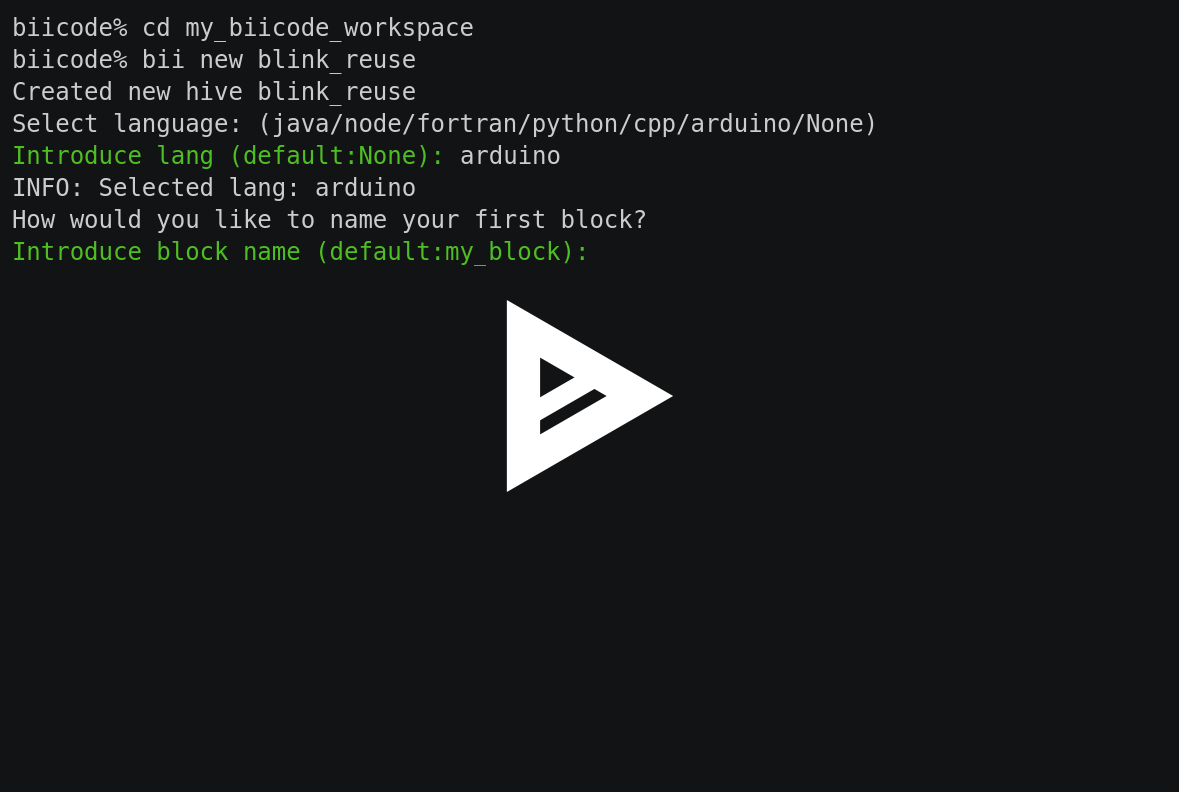 biicode% cd my_biicode_workspace
biicode% bii new blink_reuse
Created new hive blink_reuse
Select language: (java/node/fortran/python/cpp/arduino/None)
Introduce lang (default:None): arduino
INFO: Selected lang: arduino
How would you like to name your first block?
Introduce block name (default:my_block):